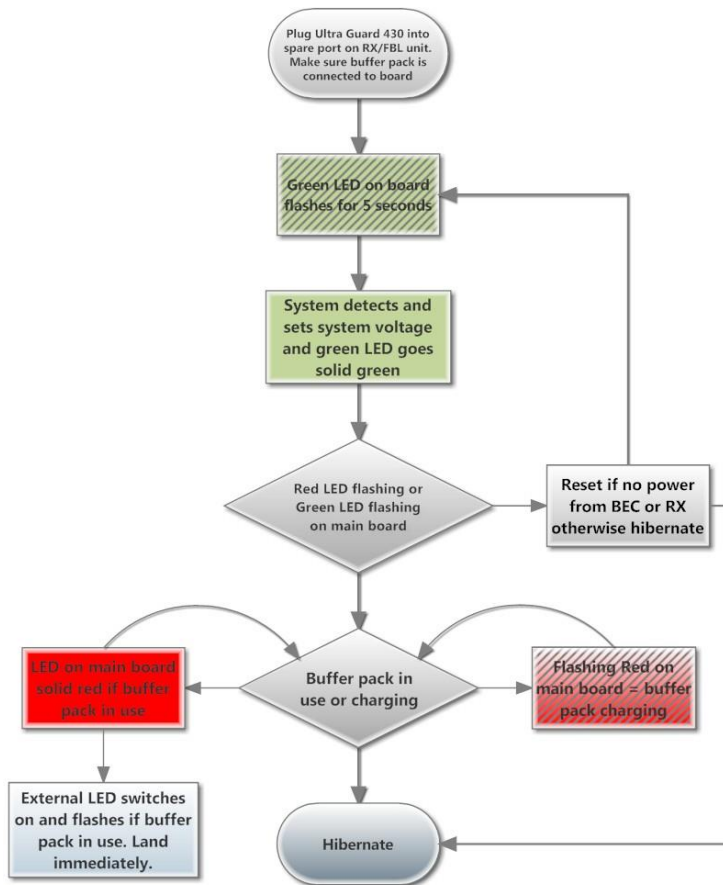 Plug Ultra Guard 430 into
spare port on RX/FBL unit.
Make sure buffer pack is
connected to board
Green LED on board
flashes for 5 seconds
System detects and
sets system voltage
and green LED goes
solid green
Red LED flashing or
Green LED flashing
on main board
Reset if no power
from BEC or RX
otherwise hibernate
LED on main board
solid red if buffer
pack in use
Buffer pack in
use or charging
Flashing Red on
main board = buffer
pack charging
External LED switches
on and flashes if buffer
pack in use. Land
immediately.
Hibernate